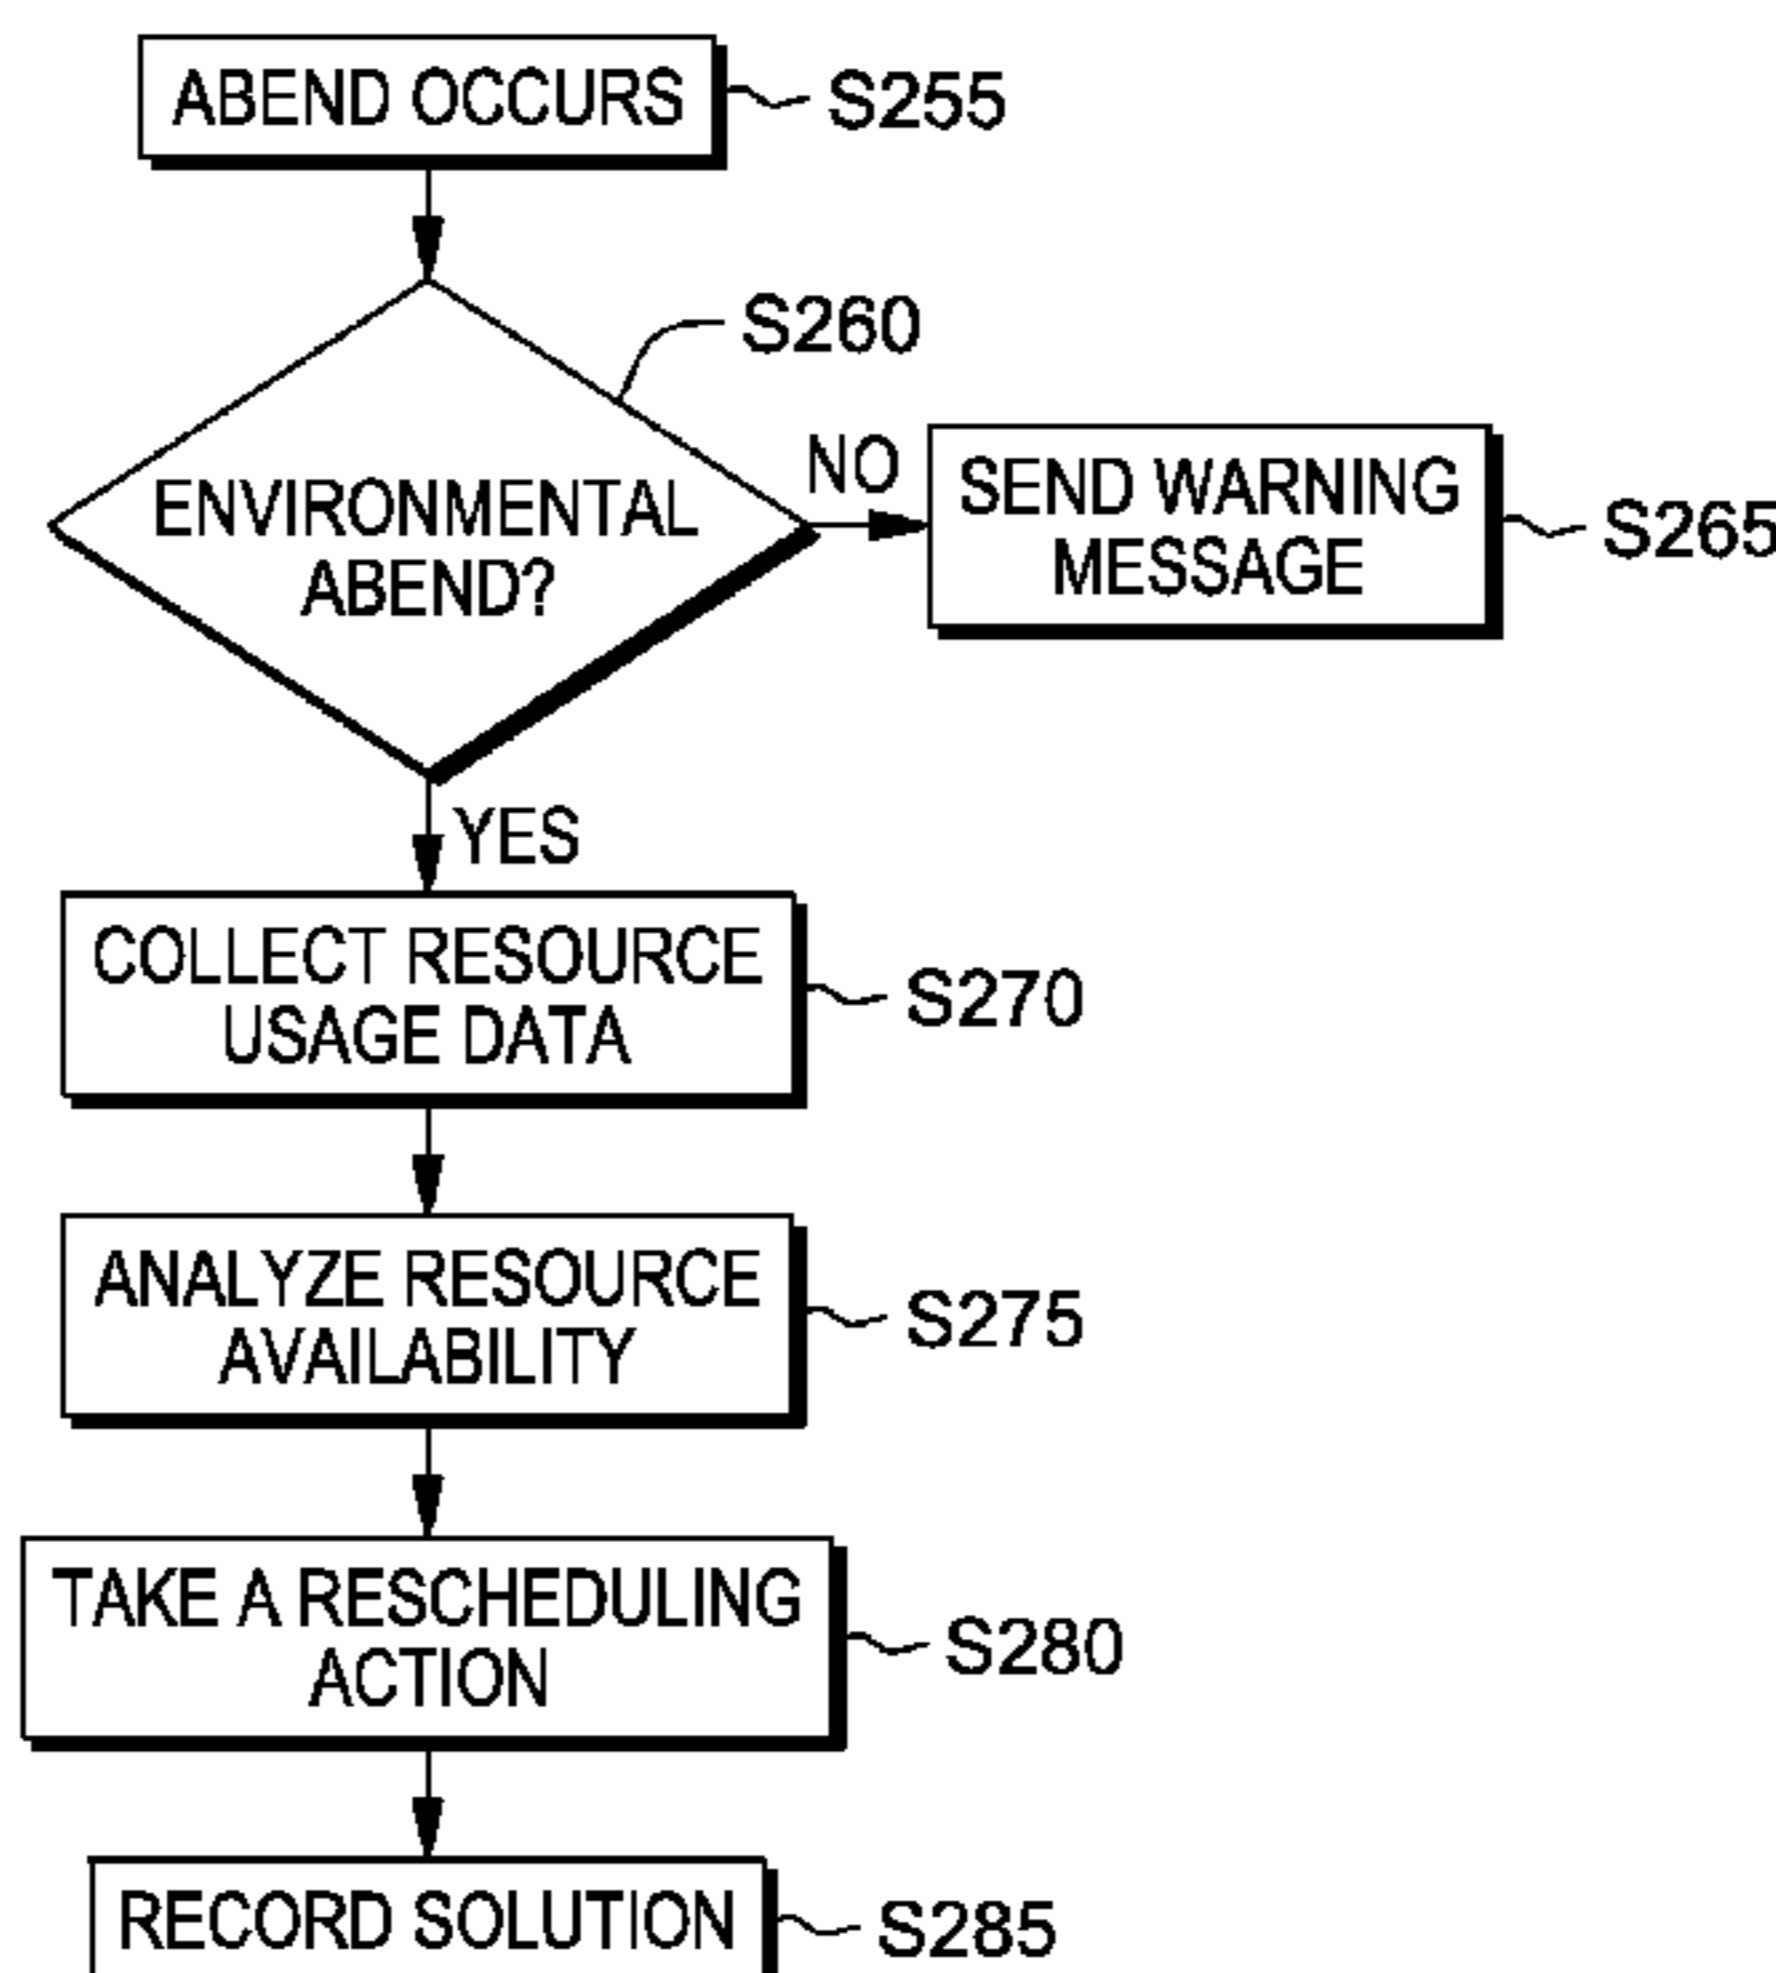 ABEND OCCURS
S255
S260
ENVIRONMENTAL
ABEND?
NO
SEND WARNING
MESSAGE
S265
YES
COLLECT RESOURCE
USAGE DATA
S270
ANALYZE RESOURCE
AVAILABILITY
S275
TAKE A RESCHEDULING
ACTION
S280
RECORD SOLUTION
S285